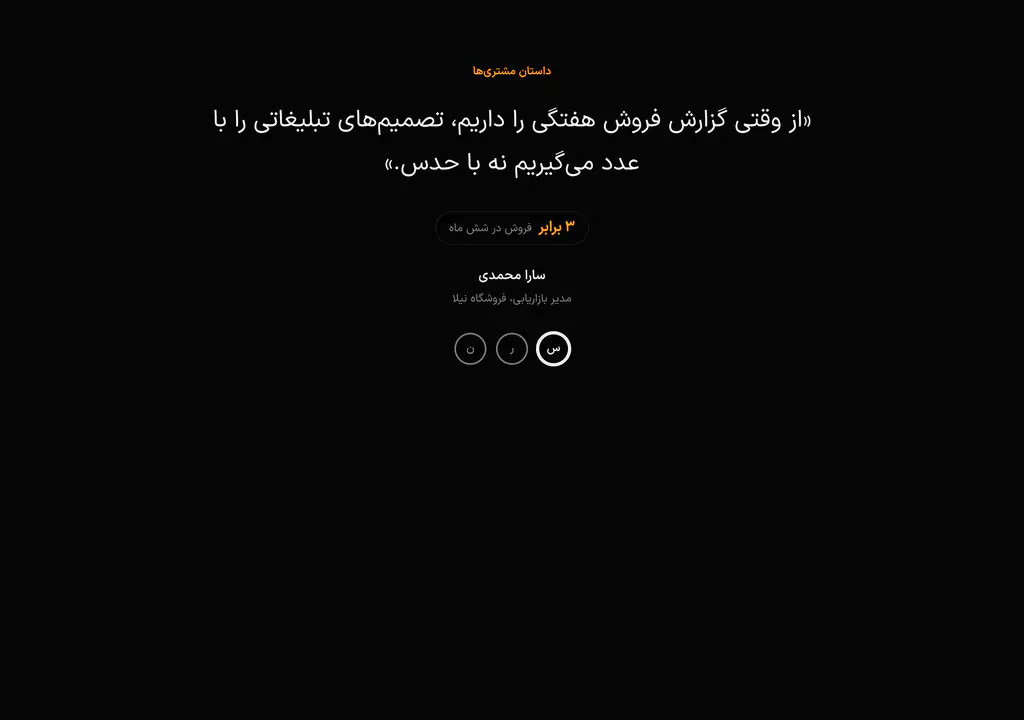 داستان مشتری‌ها
«از وقتی گزارش فروش هفتگی را داریم، تصمیم‌های تبلیغاتی را با
عدد می‌گیریم نه با حدس.»
۳ برابر فروش در شش ماه
سارا محمدی
مدیر بازاریابی، فروشگاه نیلا
س ر ن